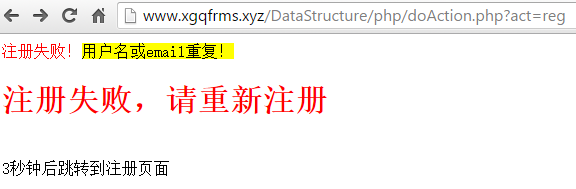 www.xgqfrms.xyz/DataStructure/php/doAction.php?act=reg
注册失败！用户名或email重复！
注册失败，请重新注册
3秒钟后跳转到注册页面